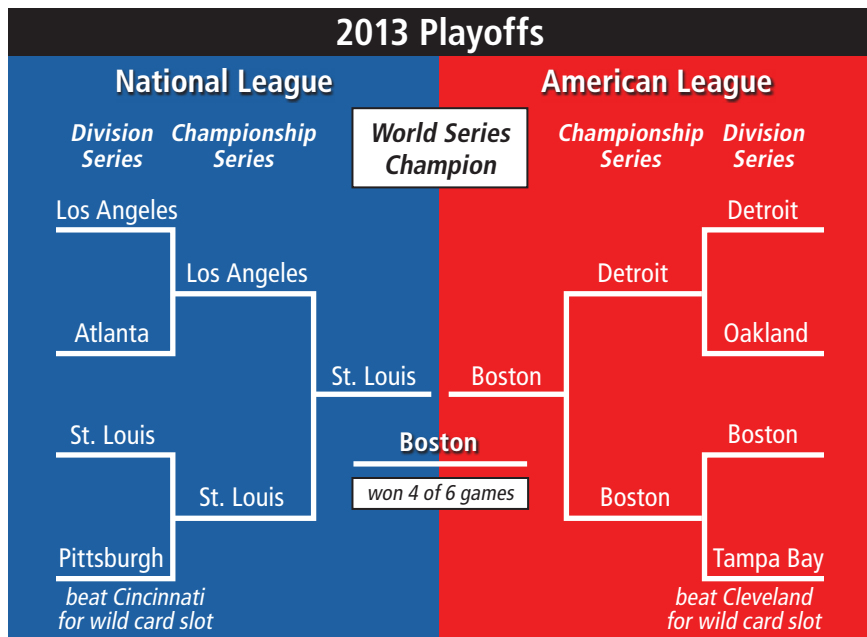 2013 Playoffs
National League
American League
Division
Series
Championship
Series
World Series
Champion
Championship
Series
Division
Series
Los Angeles
Atlanta
Los Angeles
St. Louis
Pittsburgh
beat Cincinnati
for wild card slot
St. Louis
St. Louis
Boston
Boston
won 4 of 6 games
Detroit
Boston
Detroit
Oakland
Boston
Tampa Bay
beat Cleveland
for wild card slot